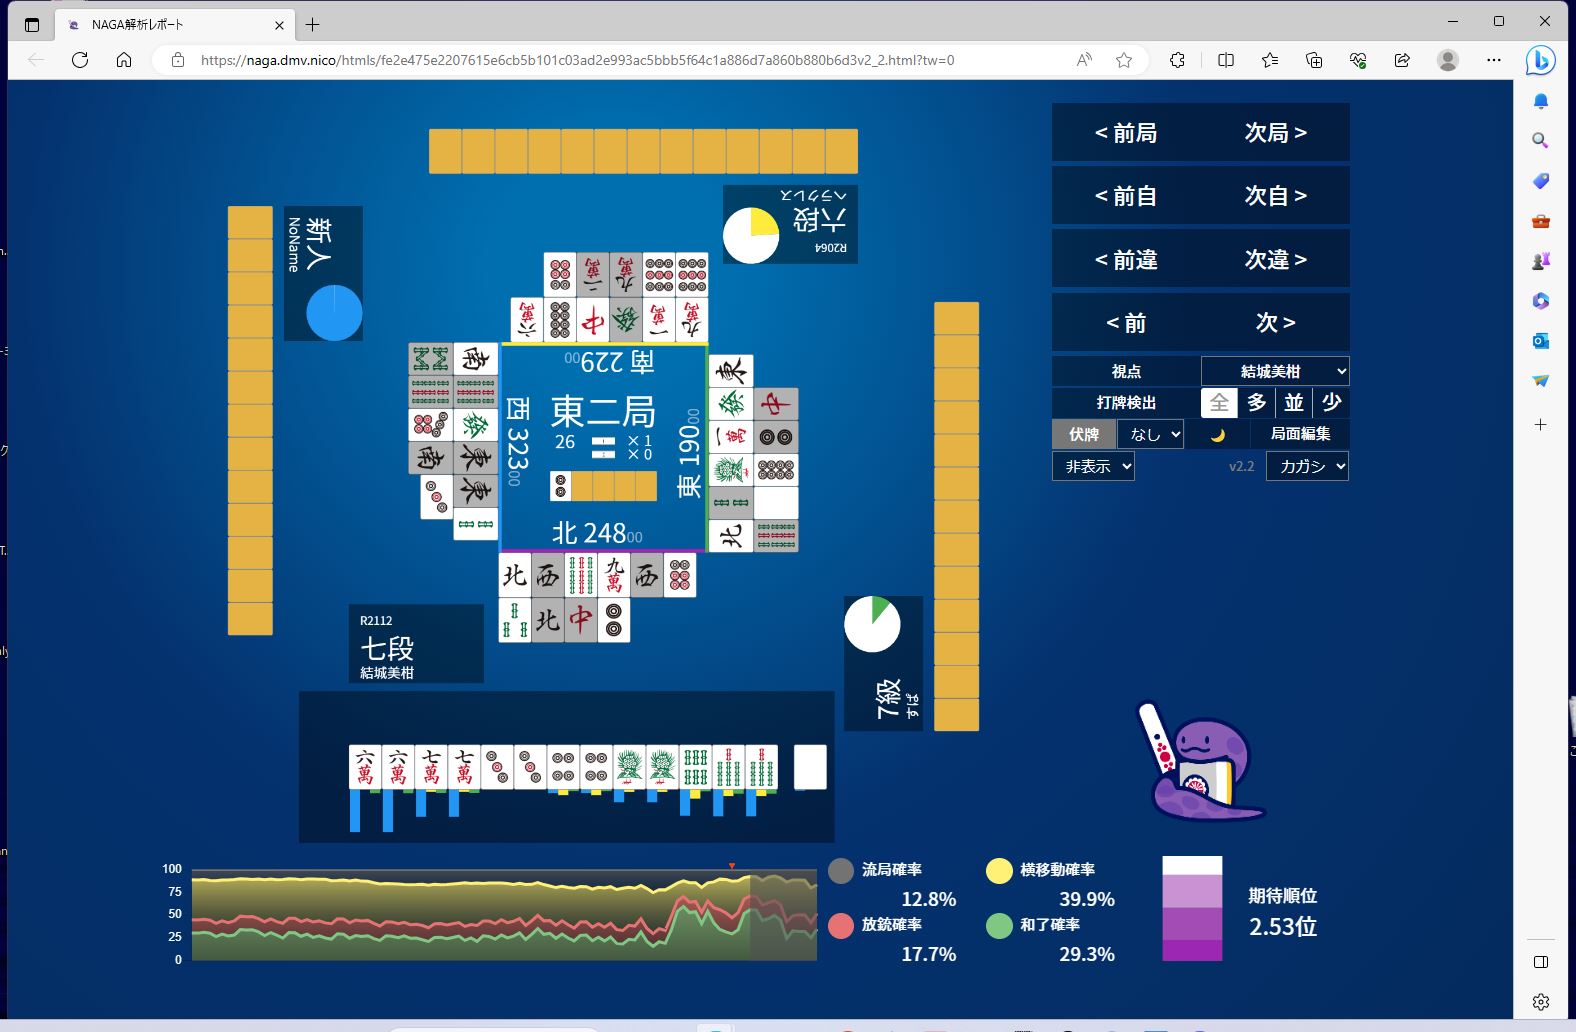 NAGA解析レポート
https://naga.dmv.nico/htmls/fe2e475e2207615e6cb5b101c03ad2e993ac5bbb5f64c1a886d7a860b880b6d3v2_2.html?tw=0
新人
NoName
六段
ヘラクレス
R2064
南 22900
西 32300
東二局
26
×1
×0
東 19000
北 24800
R2112
七段
結城美柑
7級
すぱ
< 前局 次局 >
< 前自 次自 >
< 前違 次違 >
< 前 次 >
視点 結城美柑
打牌検出 全 多 並 少
伏牌 なし 局面編集
非表示 v2.2 カガシ
100
75
50
25
0
流局確率
12.8%
横移動確率
39.9%
放銃確率
17.7%
和了確率
29.3%
期待順位
2.53位